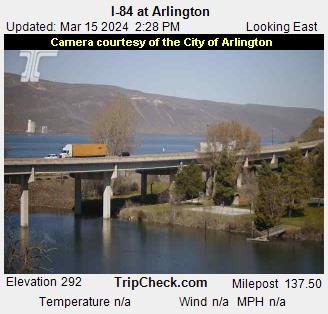 I-84 at Arlington
Updated: Mar 15 2024 2:28 PM Looking East
Camera courtesy of the City of Arlington
Elevation 292 TripCheck.com Milepost 137.50
Temperature n/a Wind n/a MPH n/a